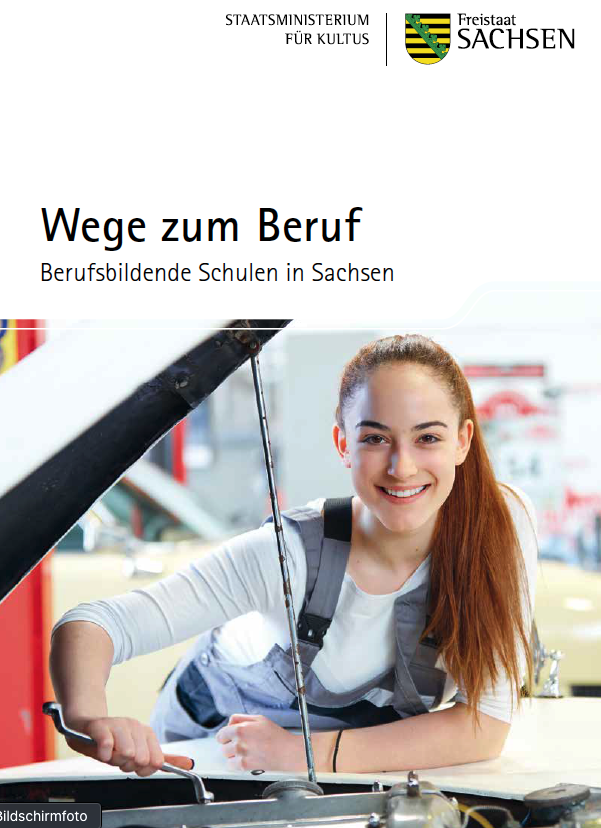 STAATSMINISTERIUM
FÜR KULTUS
Freistaat
SACHSEN
Wege zum Beruf
Berufsbildende Schulen in Sachsen
Bildschirmfoto